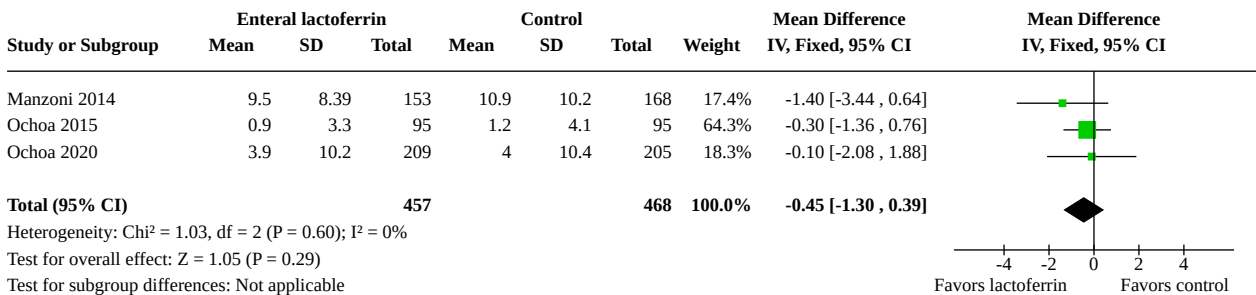 Enteral lactoferrin Control Mean Difference Mean Difference
Study or Subgroup Mean SD Total Mean SD Total Weight IV, Fixed, 95% CI IV, Fixed, 95% CI
Manzoni 2014 9.5 8.39 153 10.9 10.2 168 17.4% -1.40 [-3.44 , 0.64]
Ochoa 2015 0.9 3.3 95 1.2 4.1 95 64.3% -0.30 [-1.36 , 0.76]
Ochoa 2020 3.9 10.2 209 4 10.4 205 18.3% -0.10 [-2.08 , 1.88]
Total (95% CI) 457 468 100.0% -0.45 [-1.30 , 0.39]
Heterogeneity: Chi² = 1.03, df = 2 (P = 0.60); I² = 0%
Test for overall effect: Z = 1.05 (P = 0.29) -4 -2 0 2 4
Test for subgroup differences: Not applicable Favors lactoferrin Favors control